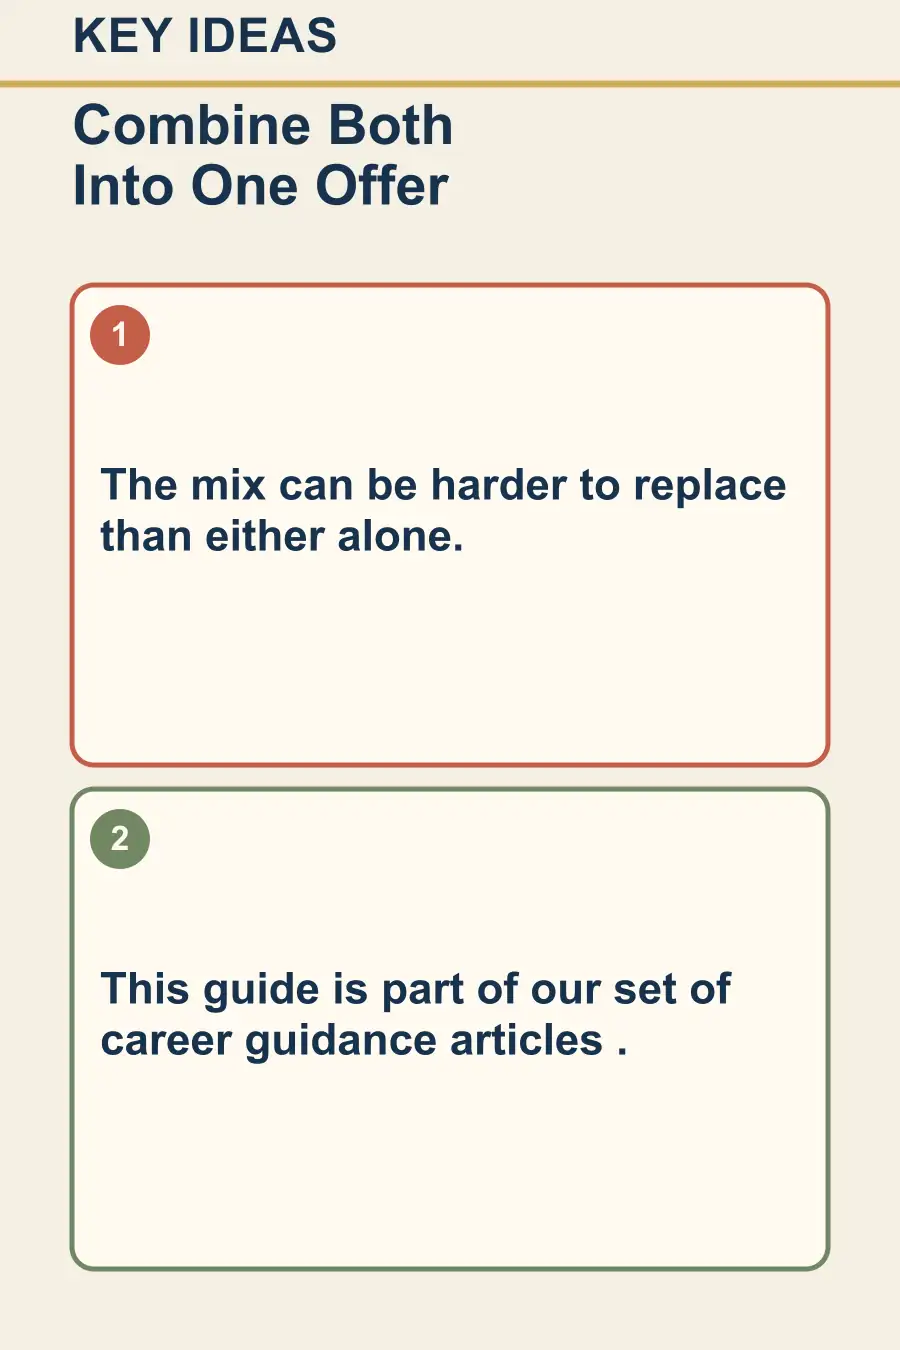 KEY IDEAS
Combine Both
Into One Offer
1
The mix can be harder to replace
than either alone.
2
This guide is part of our set of
career guidance articles .